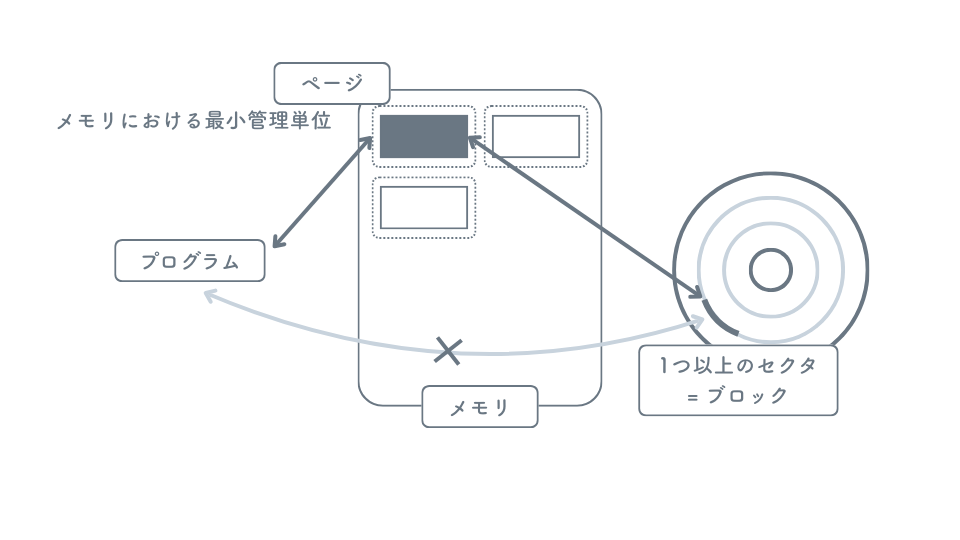 ページ
メモリにおける最小管理単位
プログラム
1つ以上のセクタ
= ブロック
メモリ